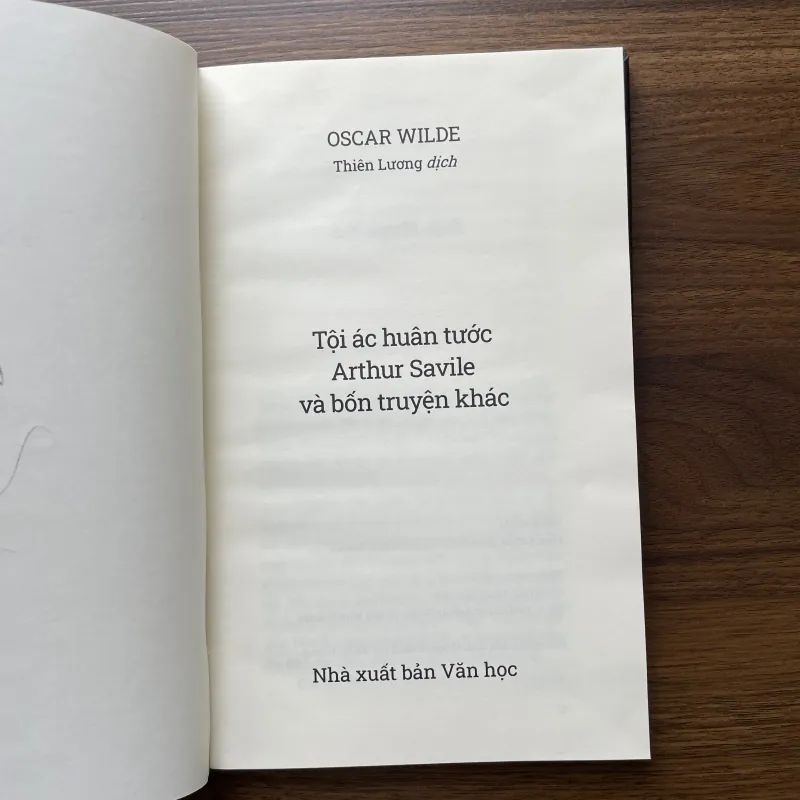 OSCAR WILDE
Thiên Lương dịch
Tội ác huân tước
Arthur Savile
và bốn truyện khác
Nhà xuất bản Văn học